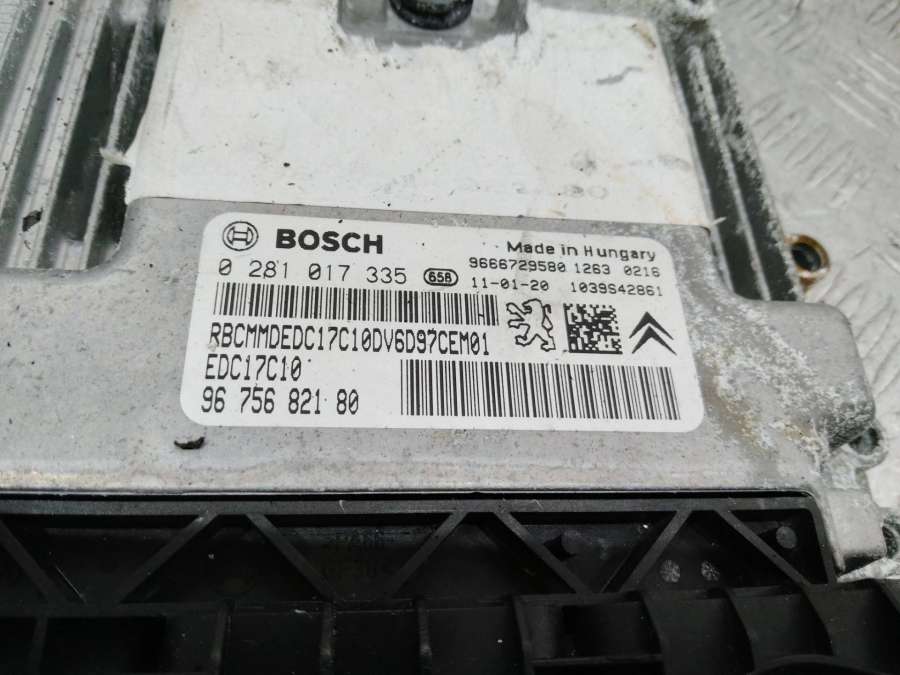 BOSCH
Made in Hungary
0 281 017 335 656
9666729580 1263 0216
11-01-20 1039S42861
RBCMMDEDC17C10DV6D97CEM01
EDC17C10
96 756 821 80